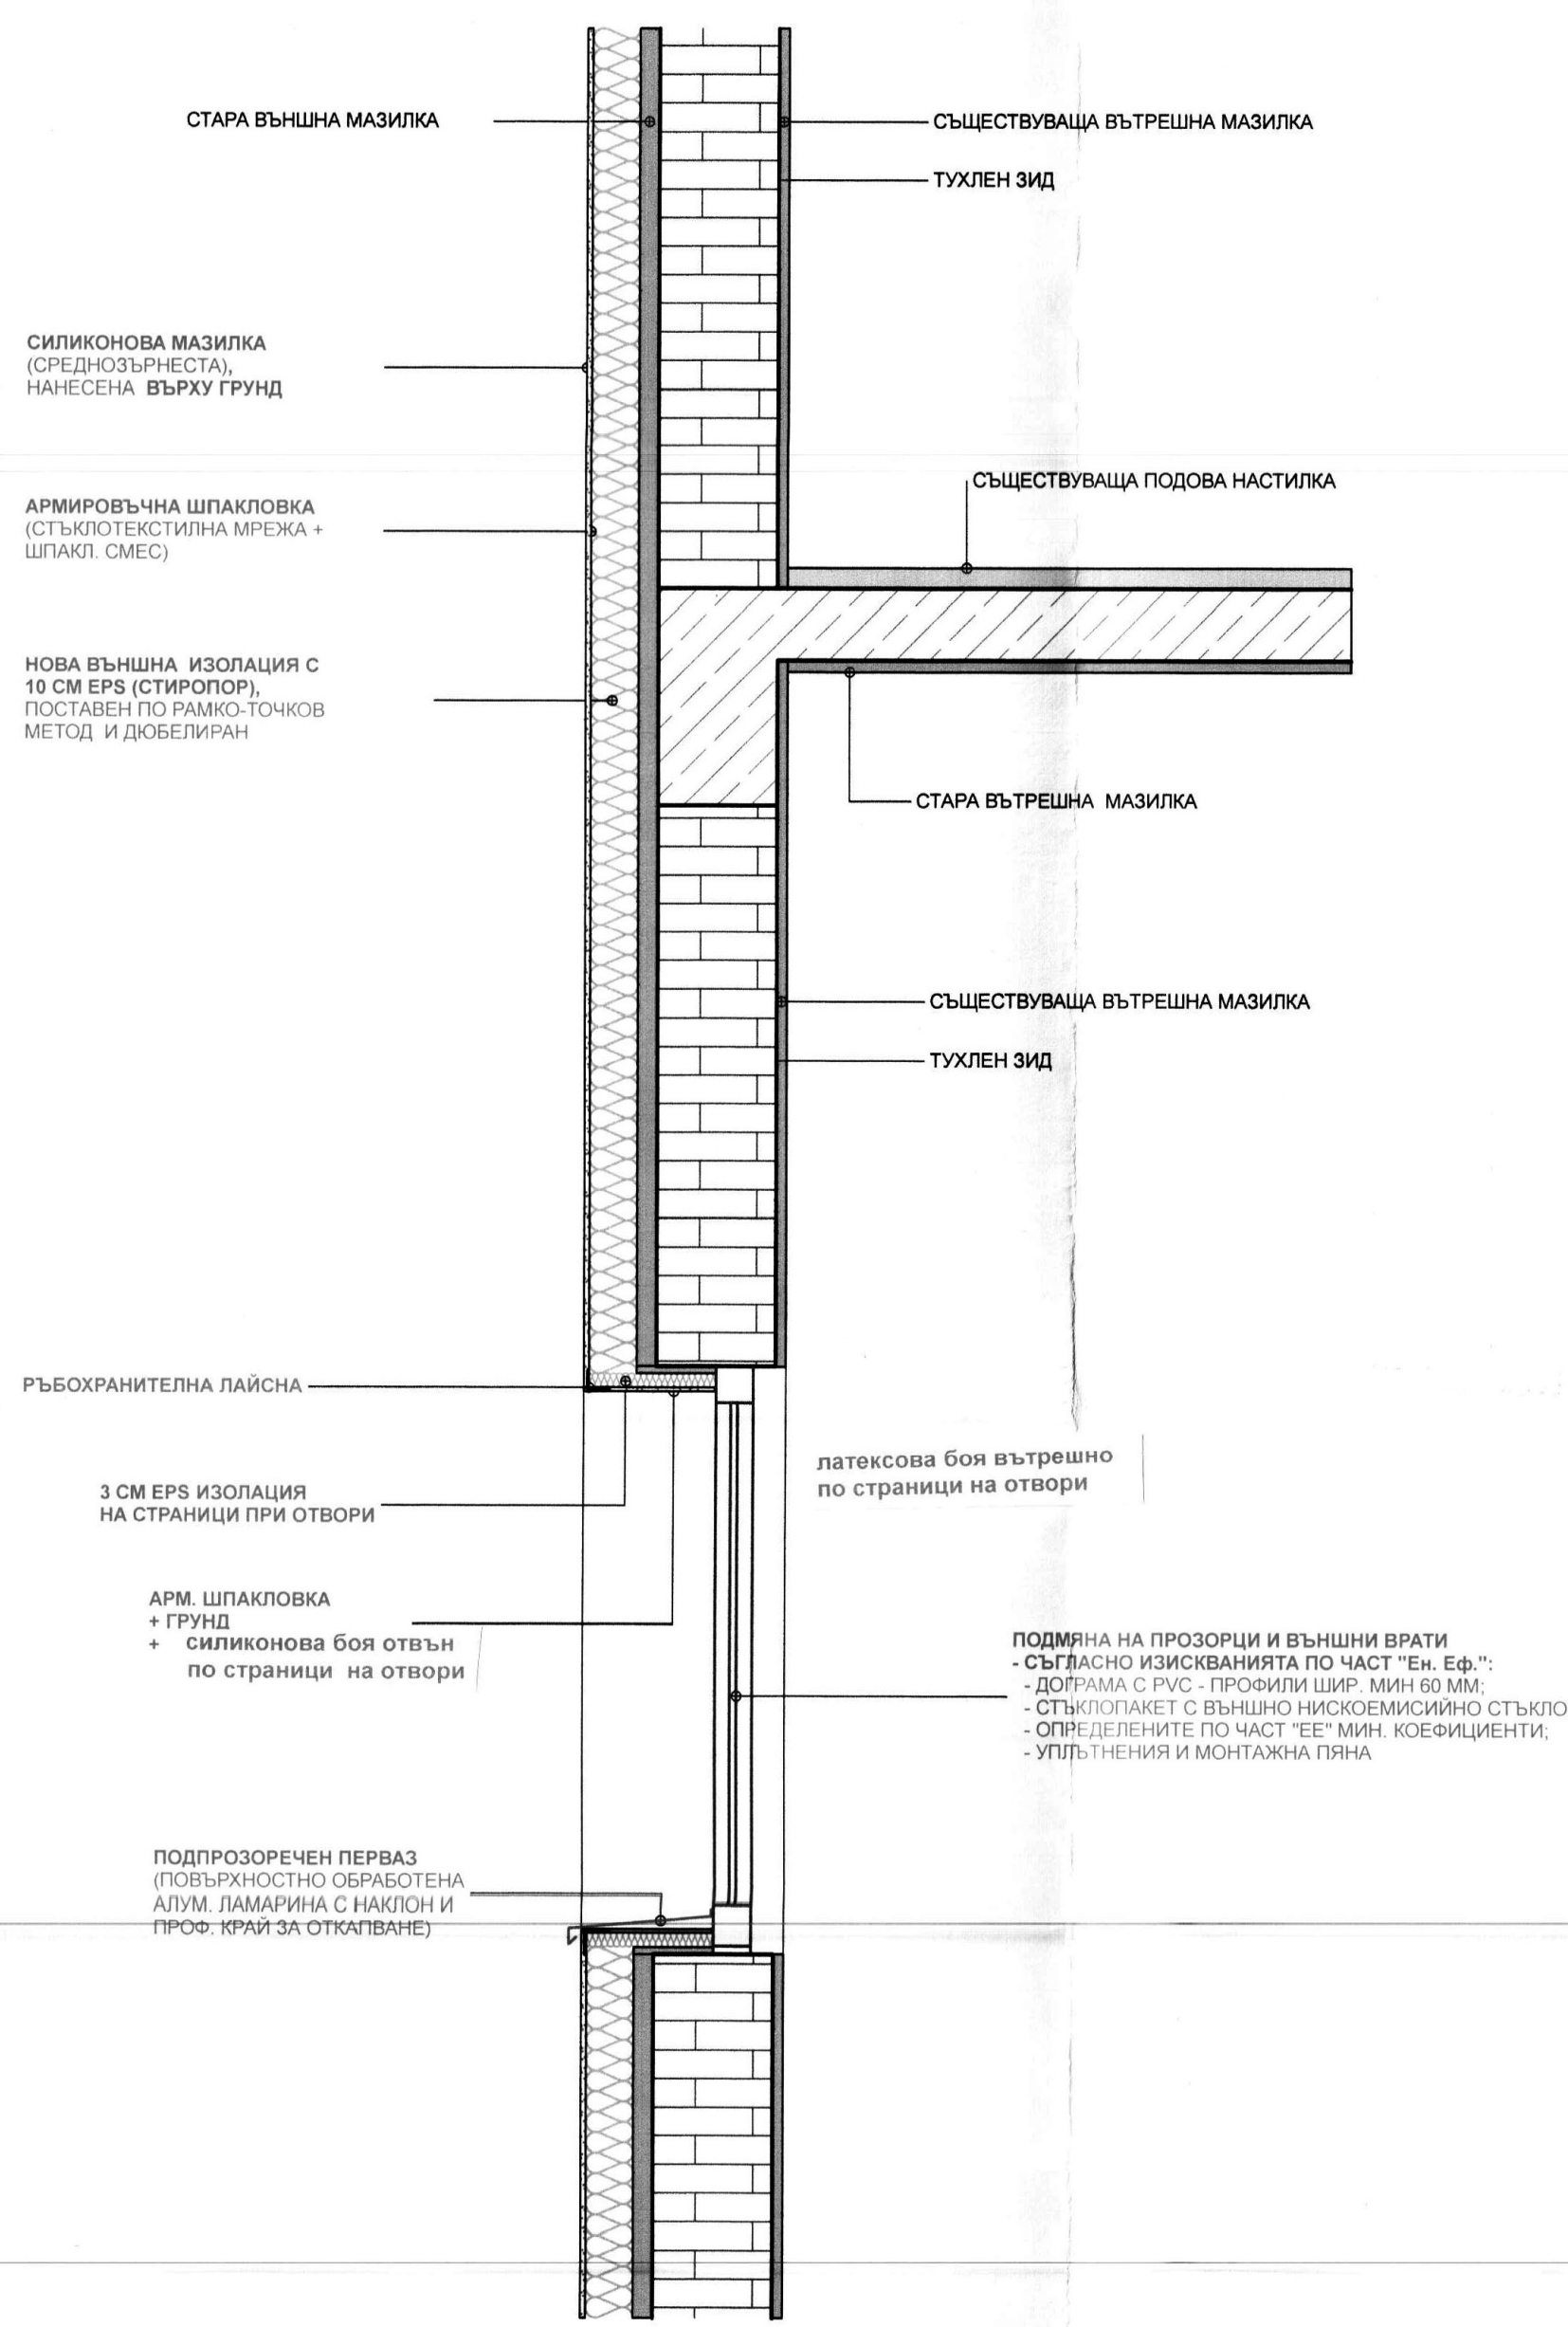 СТАРА ВЪНШНА МАЗИЛКА
СЪЩЕСТВУВАЩА ВЪТРЕШНА МАЗИЛКА
ТУХЛЕН ЗИД
СИЛИКОНОВА МАЗИЛКА
(СРЕДНОЗЪРНЕСТА),
НАНЕСЕНА ВЪРХУ ГРУНД
СЪЩЕСТВУВАЩА ПОДОВА НАСТИЛКА
АРМИРОВЪЧНА ШПАКЛОВКА
(СТЪКЛОТЕКСТИЛНА МРЕЖА +
ШПАКЛ. СМЕС)
НОВА ВЪНШНА ИЗОЛАЦИЯ С
10 СМ EPS (СТИРОПОР),
ПОСТАВЕН ПО РАМКО-ТОЧКОВ
МЕТОД И ДЮБЕЛИРАН
СТАРА ВЪТРЕШНА МАЗИЛКА
СЪЩЕСТВУВАЩА ВЪТРЕШНА МАЗИЛКА
ТУХЛЕН ЗИД
РЪБОХРАНИТЕЛНА ЛАЙСНА
латексова боя вътрешно
по страници на отвори
3 СМ EPS ИЗОЛАЦИЯ
НА СТРАНИЦИ ПРИ ОТВОРИ
АРМ. ШПАКЛОВКА
+ ГРУНД
+ силиконова боя отвън
по страници на отвори
ПОДМЯНА НА ПРОЗОРЦИ И ВЪНШНИ ВРАТИ
- СЪГЛАСНО ИЗИСКВАНИЯТА ПО ЧАСТ "Ен. Еф.":
- ДОГРАМА С PVC - ПРОФИЛИ ШИР. МИН 60 ММ;
- СТЪКЛОПАКЕТ С ВЪНШНО НИСКОЕМИСИЙНО СТЪКЛО
- ОПРЕДЕЛЕНИТЕ ПО ЧАСТ "ЕЕ" МИН. КОЕФИЦИЕНТИ;
- УПЛЪТНЕНИЯ И МОНТАЖНА ПЯНА
ПОДПРОЗОРЕЧЕН ПЕРВАЗ
(ПОВЪРХНОСТНО ОБРАБОТЕНА
АЛУМ. ЛАМАРИНА С НАКЛОН И
ПРОФ. КРАЙ ЗА ОТКАПВАНЕ)